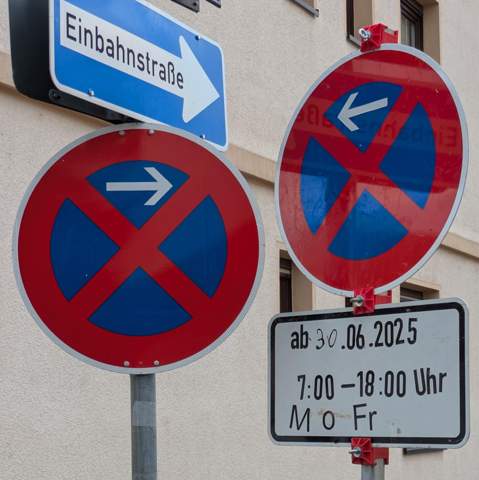 Einbahnstraße
ab 30.06.2025
7:00 – 18:00 Uhr
Mo Fr